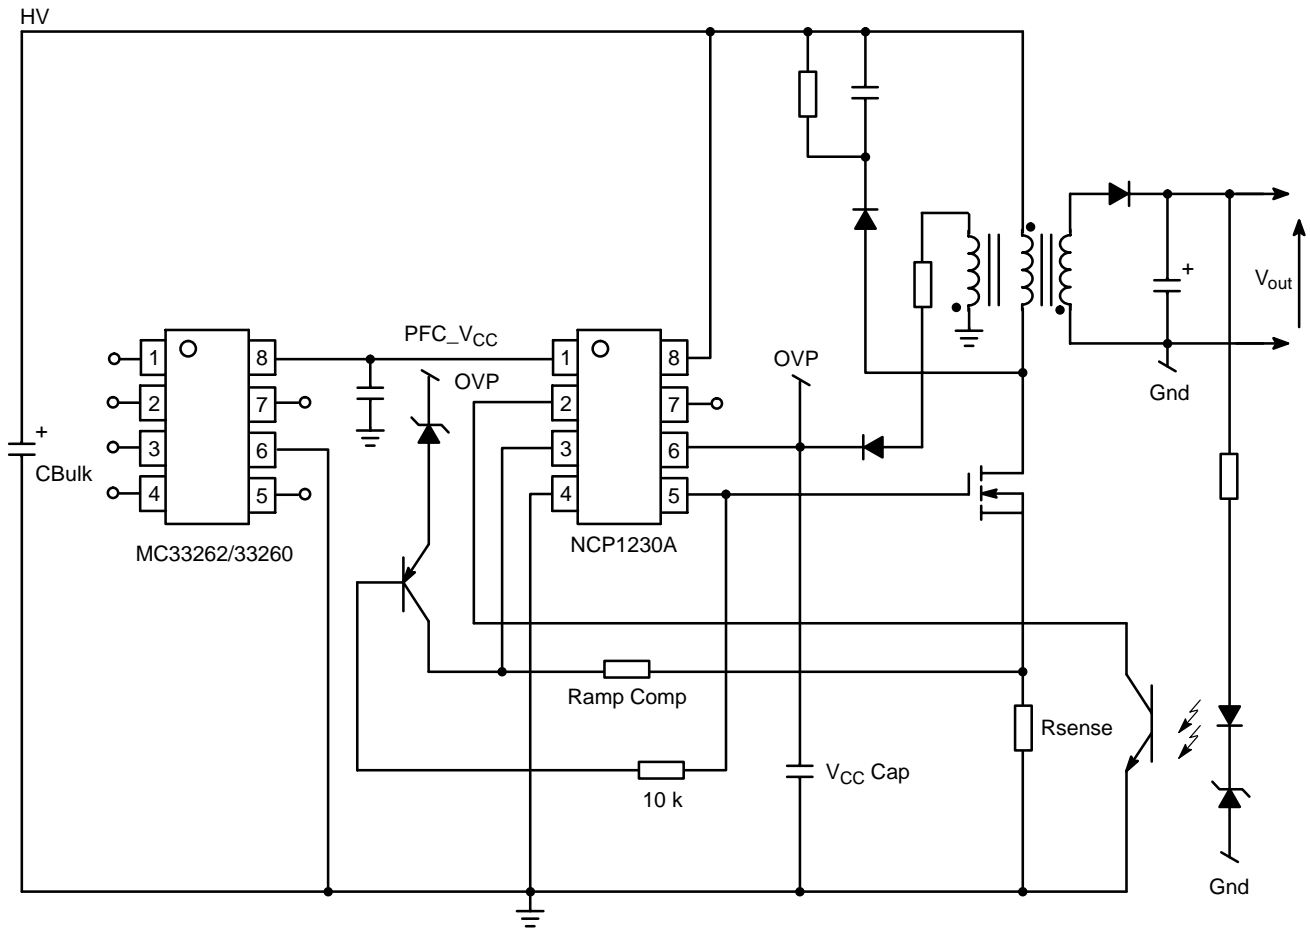 HV
PFC_VCC
OVP
OVP
Vout
Gnd
+
+
CBulk
1
2
3
4
8
7
6
5
MC33262/33260
1
2
3
4
8
7
6
5
NCP1230A
Ramp Comp
Rsense
10 k
VCC Cap
Gnd